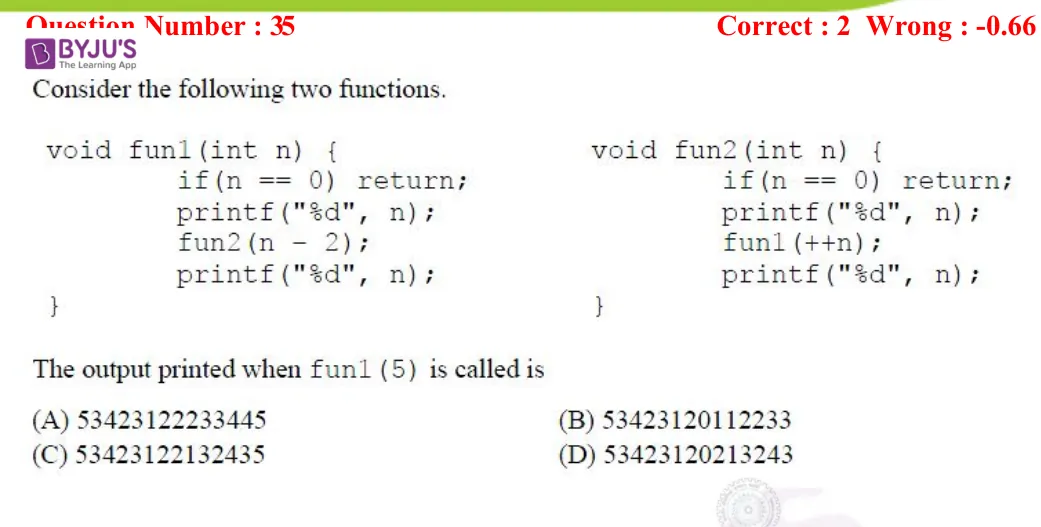 Question Number : 35 Correct : 2 Wrong : -0.66
BYJU'S
The Learning App
Consider the following two functions.
void fun1(int n) {
if(n == 0) return;
printf("%d", n);
fun2(n - 2);
printf("%d", n);
}
void fun2(int n) {
if(n == 0) return;
printf("%d", n);
fun1(++n);
printf("%d", n);
}
The output printed when fun1(5) is called is
(A) 53423122233445 (B) 53423120112233
(C) 53423122132435 (D) 53423120213243